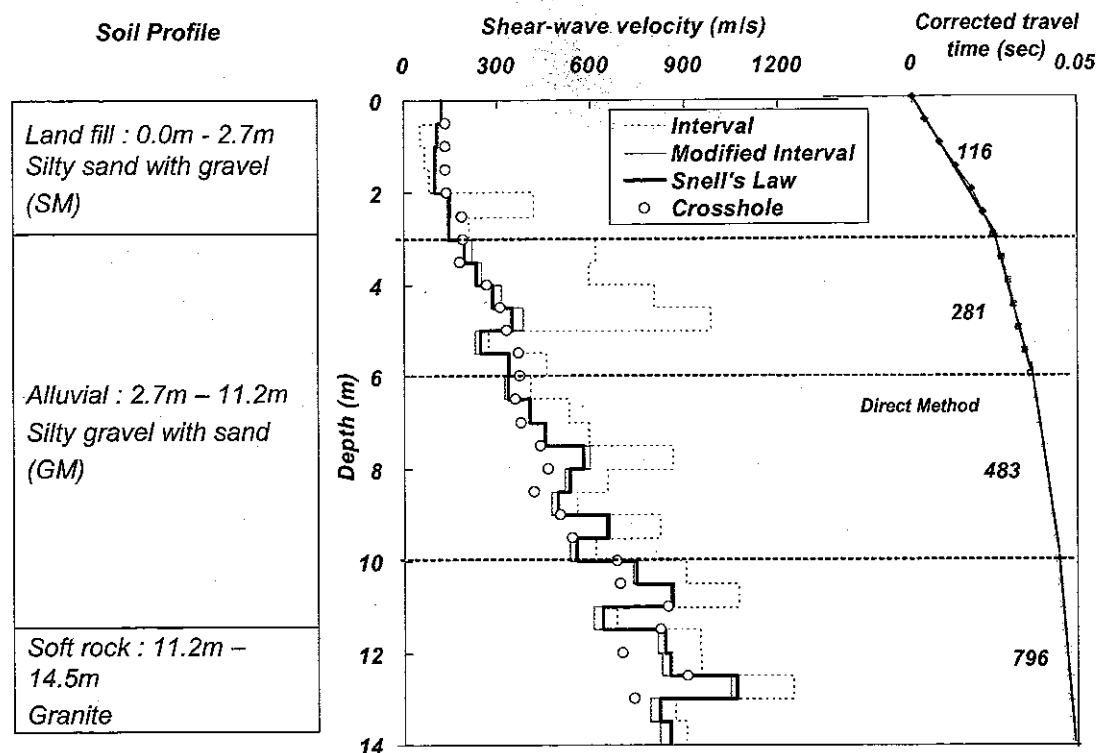 Soil Profile
Shear-wave velocity (m/s)
Corrected travel
time (sec)
0 300 600 900 1200
0 0.05
Land fill : 0.0m - 2.7m
Silty sand with gravel
(SM)
Alluvial : 2.7m – 11.2m
Silty gravel with sand
(GM)
Soft rock : 11.2m –
14.5m
Granite
Depth (m)
0
2
4
6
8
10
12
14
Interval
Modified Interval
Snell's Law
Crosshole
116
281
Direct Method
483
796